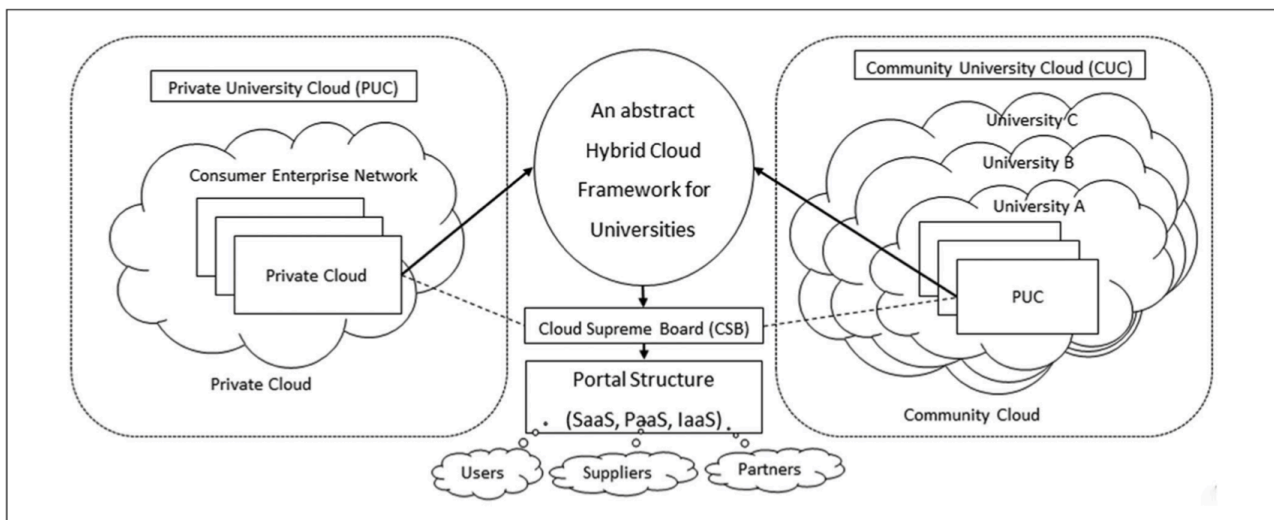 Private University Cloud (PUC)
Consumer Enterprise Network
Private Cloud
Private Cloud
An abstract
Hybrid Cloud
Framework for
Universities
Cloud Supreme Board (CSB)
Portal Structure
(SaaS, PaaS, IaaS)
Users
Suppliers
Partners
Community University Cloud (CUC)
University C
University B
University A
PUC
Community Cloud